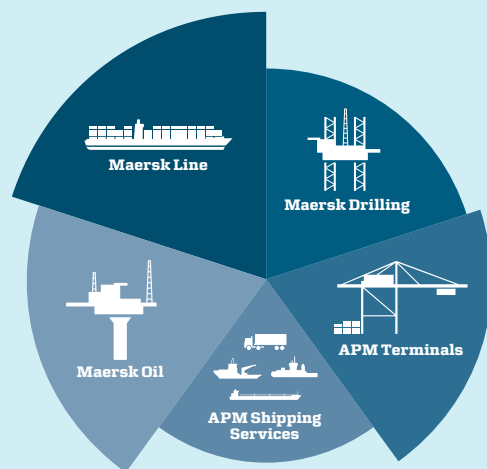 Maersk Line
Maersk Drilling
APM Terminals
APM Shipping
Services
Maersk Oil